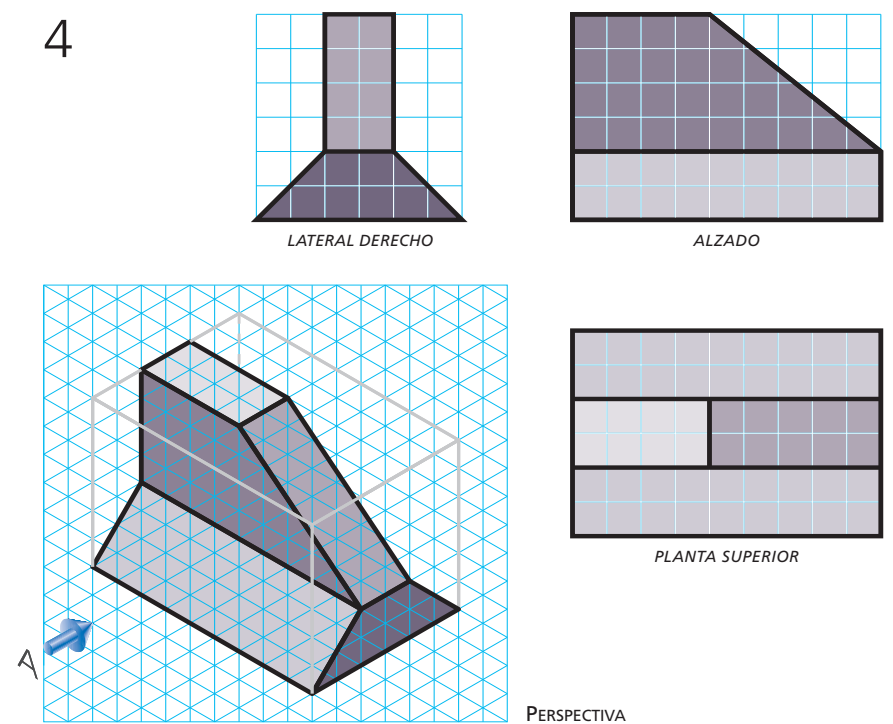 4
LATERAL DERECHO
ALZADO
PLANTA SUPERIOR
A
PERSPECTIVA